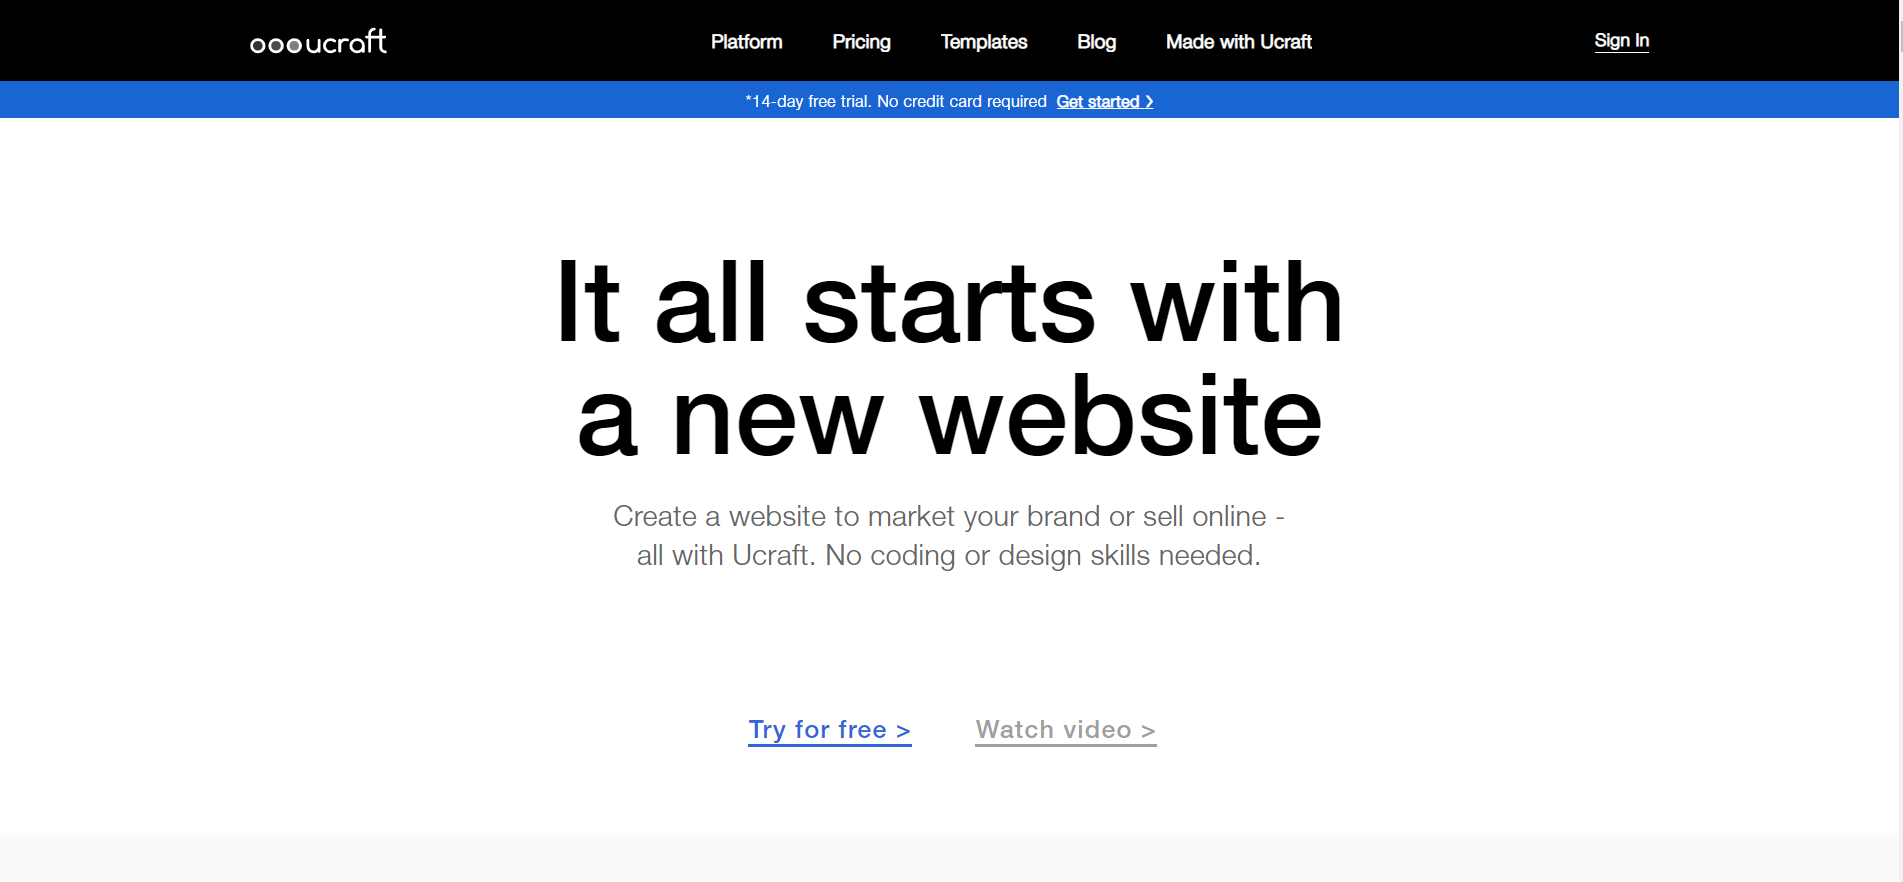 ucraft
Platform
Pricing
Templates
Blog
Made with Ucraft
Sign In
*14-day free trial. No credit card required Get started ❯
It all starts with
a new website
Create a website to market your brand or sell online -
all with Ucraft. No coding or design skills needed.
Try for free >
Watch video >